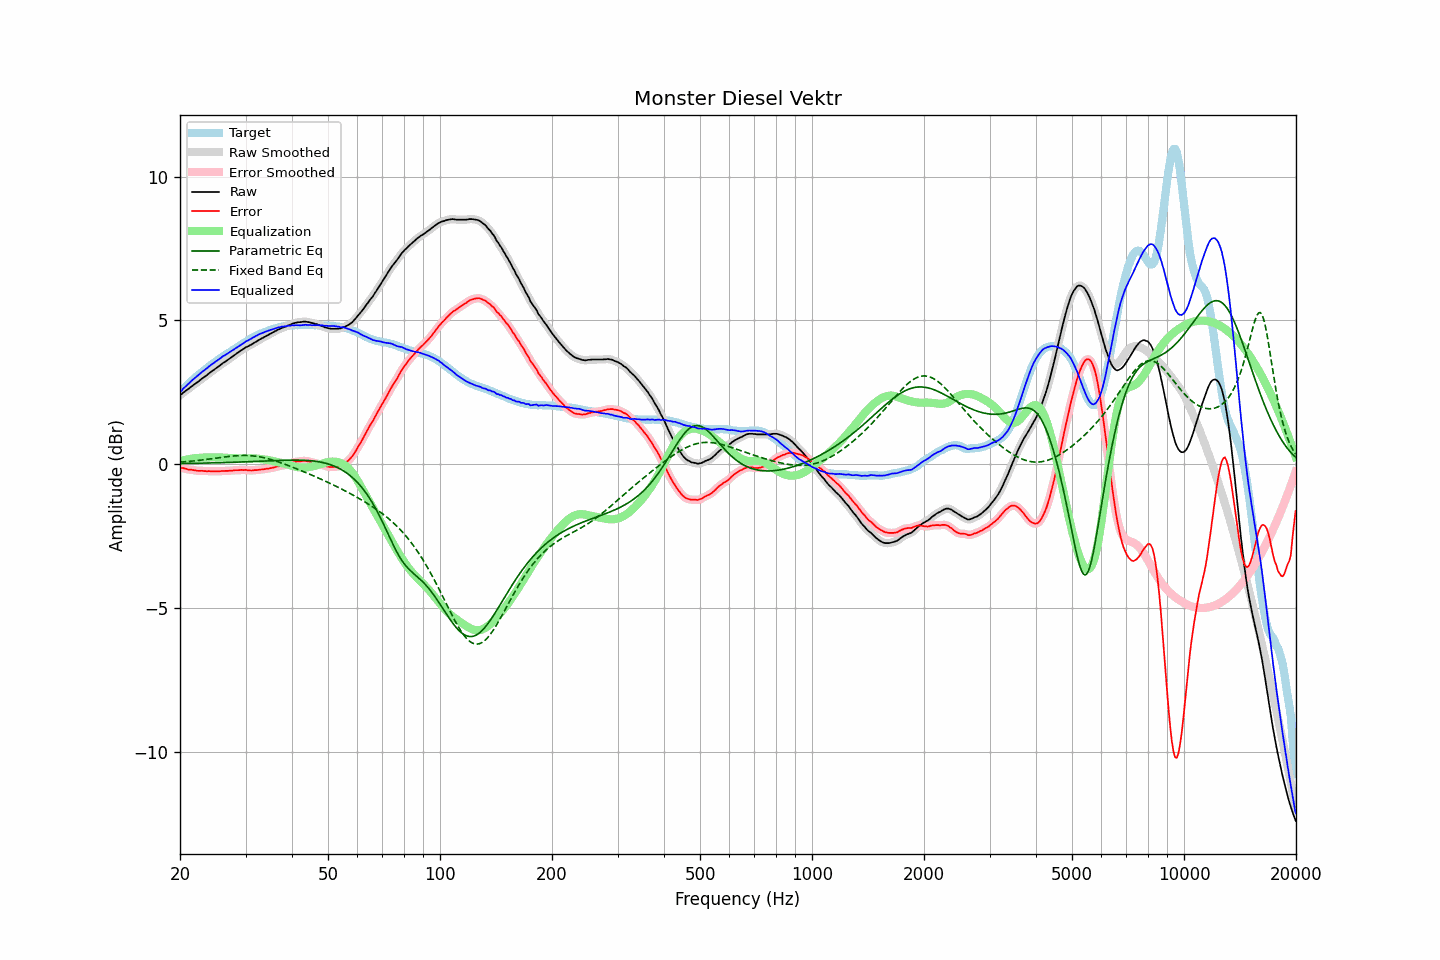 Monster Diesel Vektr
Target
Raw Smoothed
Error Smoothed
Raw
Error
Equalization
Parametric Eq
Fixed Band Eq
Equalized
10
5
0
−5
−10
Amplitude (dBr)
20 50 100 200 500 1000 2000 5000 10000 20000
Frequency (Hz)